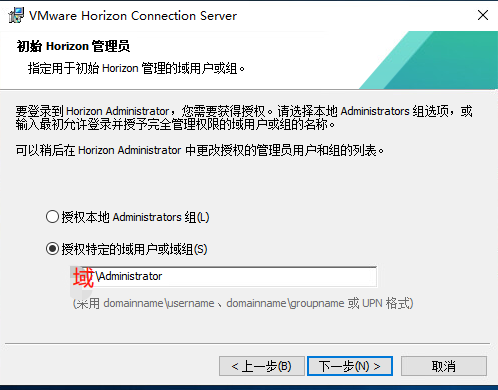 VMware Horizon Connection Server
初始 Horizon 管理员
指定用于初始 Horizon 管理的域用户或组。
要登录到 Horizon Administrator，您需要获得授权。请选择本地 Administrators 组选项，或
输入最初允许登录并授予完全管理权限的域用户或组的名称。
可以稍后在 Horizon Administrator 中更改授权的管理员用户和组的列表。
授权本地 Administrators 组(L)
授权特定的域用户或域组(S)
域\Administrator
(采用 domainname\username、domainname\groupname 或 UPN 格式)
< 上一步(B) 下一步(N) > 取消